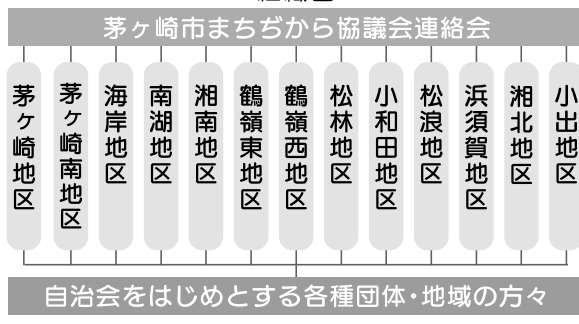 茅ヶ崎市まちぢから協議会連絡会
茅ヶ崎地区
茅ヶ崎南地区
海岸地区
南湖地区
湘南地区
鶴嶺東地区
鶴嶺西地区
松林地区
小和田地区
松浪地区
浜須賀地区
湘北地区
小出地区
自治会をはじめとする各種団体・地域の方々